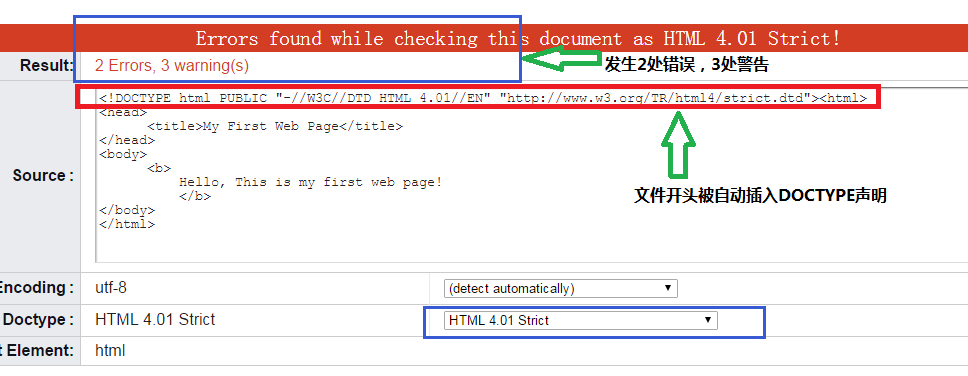 Errors found while checking this document as HTML 4.01 Strict!
Result: 2 Errors, 3 warning(s)
发生2处错误，3处警告
Source :
<!DOCTYPE html PUBLIC "-//W3C//DTD HTML 4.01//EN" "http://www.w3.org/TR/html4/strict.dtd"><html>
<head>
<title>My First Web Page</title>
</head>
<body>
<b>
Hello, This is my first web page!
</b>
</body>
</html>
文件开头被自动插入DOCTYPE声明
Encoding : utf-8 (detect automatically)
Doctype : HTML 4.01 Strict HTML 4.01 Strict
t Element: html